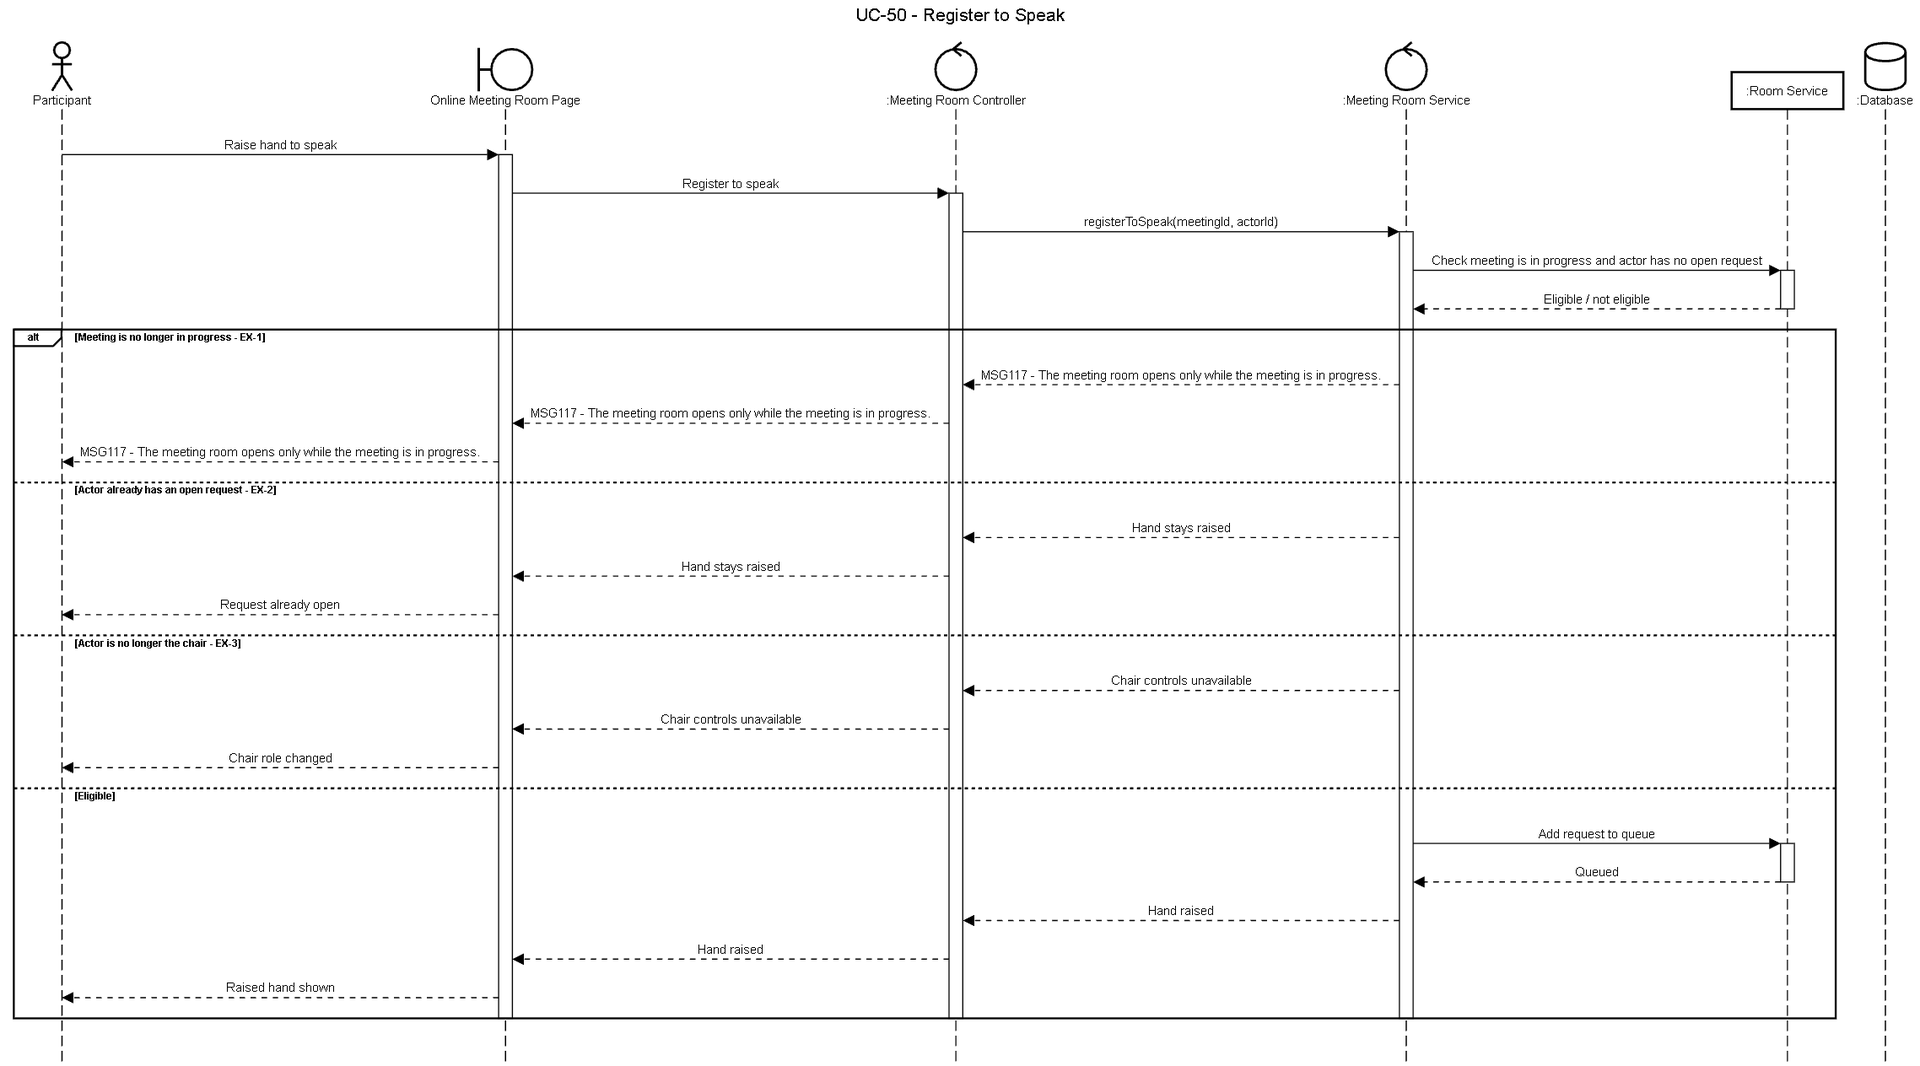 UC-50 - Register to Speak
Participant
Online Meeting Room Page
:Meeting Room Controller
:Meeting Room Service
:Room Service
:Database
Raise hand to speak
Register to speak
registerToSpeak(meetingId, actorId)
Check meeting is in progress and actor has no open request
Eligible / not eligible
alt
[Meeting is no longer in progress - EX-1]
MSG117 - The meeting room opens only while the meeting is in progress.
MSG117 - The meeting room opens only while the meeting is in progress.
MSG117 - The meeting room opens only while the meeting is in progress.
[Actor already has an open request - EX-2]
Hand stays raised
Hand stays raised
Request already open
[Actor is no longer the chair - EX-3]
Chair controls unavailable
Chair controls unavailable
Chair role changed
[Eligible]
Add request to queue
Queued
Hand raised
Hand raised
Raised hand shown